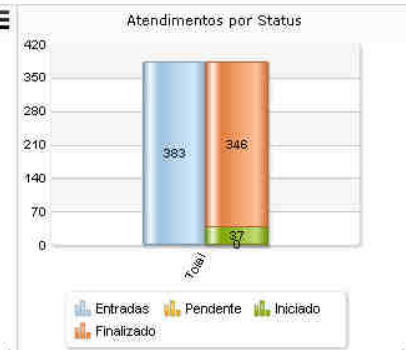 Atendimentos por Status
420
350
280
210
140
70
0
383
346
37
0
Total
Entradas Pendente Iniciado
Finalizado